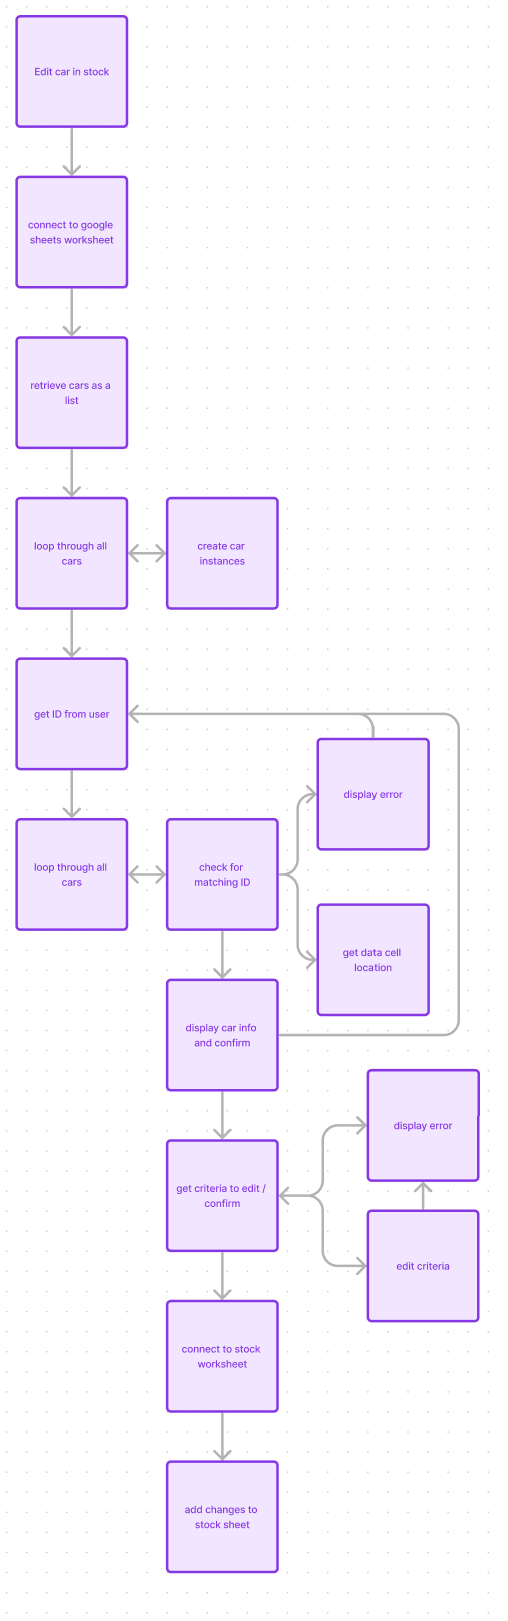 Edit car in stock
connect to google
sheets worksheet
retrieve cars as a
list
loop through all
cars
create car
instances
get ID from user
display error
loop through all
cars
check for
matching ID
get data cell
location
display car info
and confirm
display error
get criteria to edit /
confirm
edit criteria
connect to stock
worksheet
add changes to
stock sheet